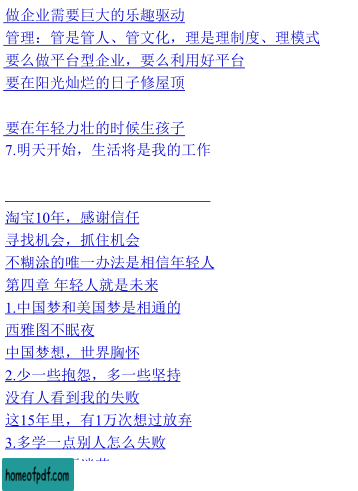 做企业需要巨大的乐趣驱动
管理：管是管人、管文化，理是理制度、理模式
要么做平台型企业，要么利用好平台
要在阳光灿烂的日子修屋顶
要在年轻力壮的时候生孩子
7.明天开始，生活将是我的工作
淘宝10年，感谢信任
寻找机会，抓住机会
不糊涂的唯一办法是相信年轻人
第四章 年轻人就是未来
1.中国梦和美国梦是相通的
西雅图不眠夜
中国梦想，世界胸怀
2.少一些抱怨，多一些坚持
没有人看到我的失败
这15年里，有1万次想过放弃
3.多学一点别人怎么失败
homeofpdf.com